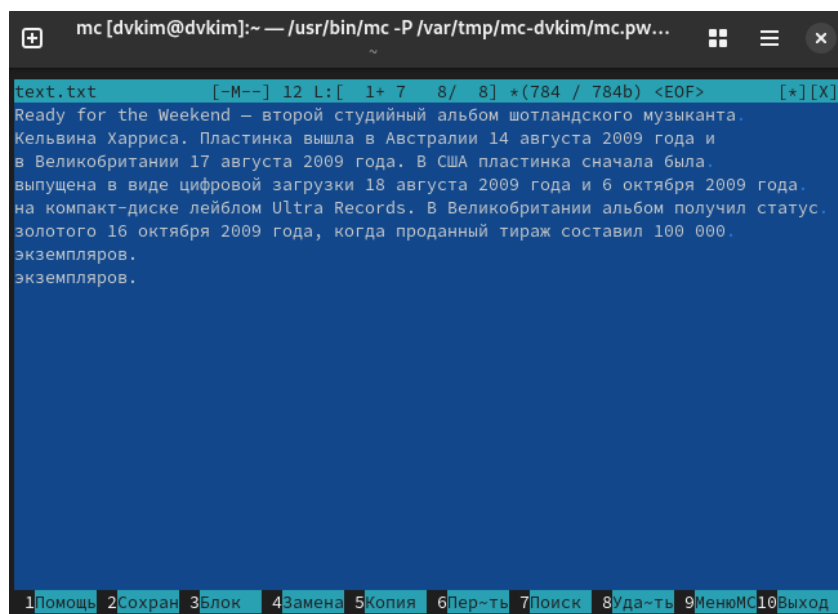 mc [dvkim@dvkim]:~ — /usr/bin/mc -P /var/tmp/mc-dvkim/mc.pw…
~
text.txt [-M--] 12 L:[ 1+ 7 8/ 8] *(784 / 784b) <EOF> [*][X]
Ready for the Weekend — второй студийный альбом шотландского музыканта.
Кельвина Харриса. Пластинка вышла в Австралии 14 августа 2009 года и
в Великобритании 17 августа 2009 года. В США пластинка сначала была.
выпущена в виде цифровой загрузки 18 августа 2009 года и 6 октября 2009 года.
на компакт-диске лейблом Ultra Records. В Великобритании альбом получил статус.
золотого 16 октября 2009 года, когда проданный тираж составил 100 000.
экземпляров.
экземпляров.
1Помощь 2Сохран 3Блок 4Замена 5Копия 6Пер~ть 7Поиск 8Уда~ть 9МенюMC 10Выход